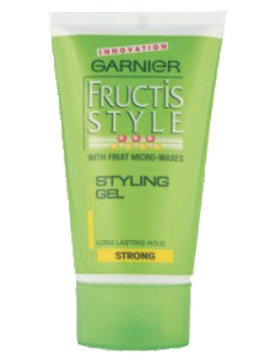 INNOVATION
GARNIER
FRUCTIS
STYLE
WITH FRUIT MICRO-WAXES
STYLING
GEL
LONG LASTING HOLD
STRONG